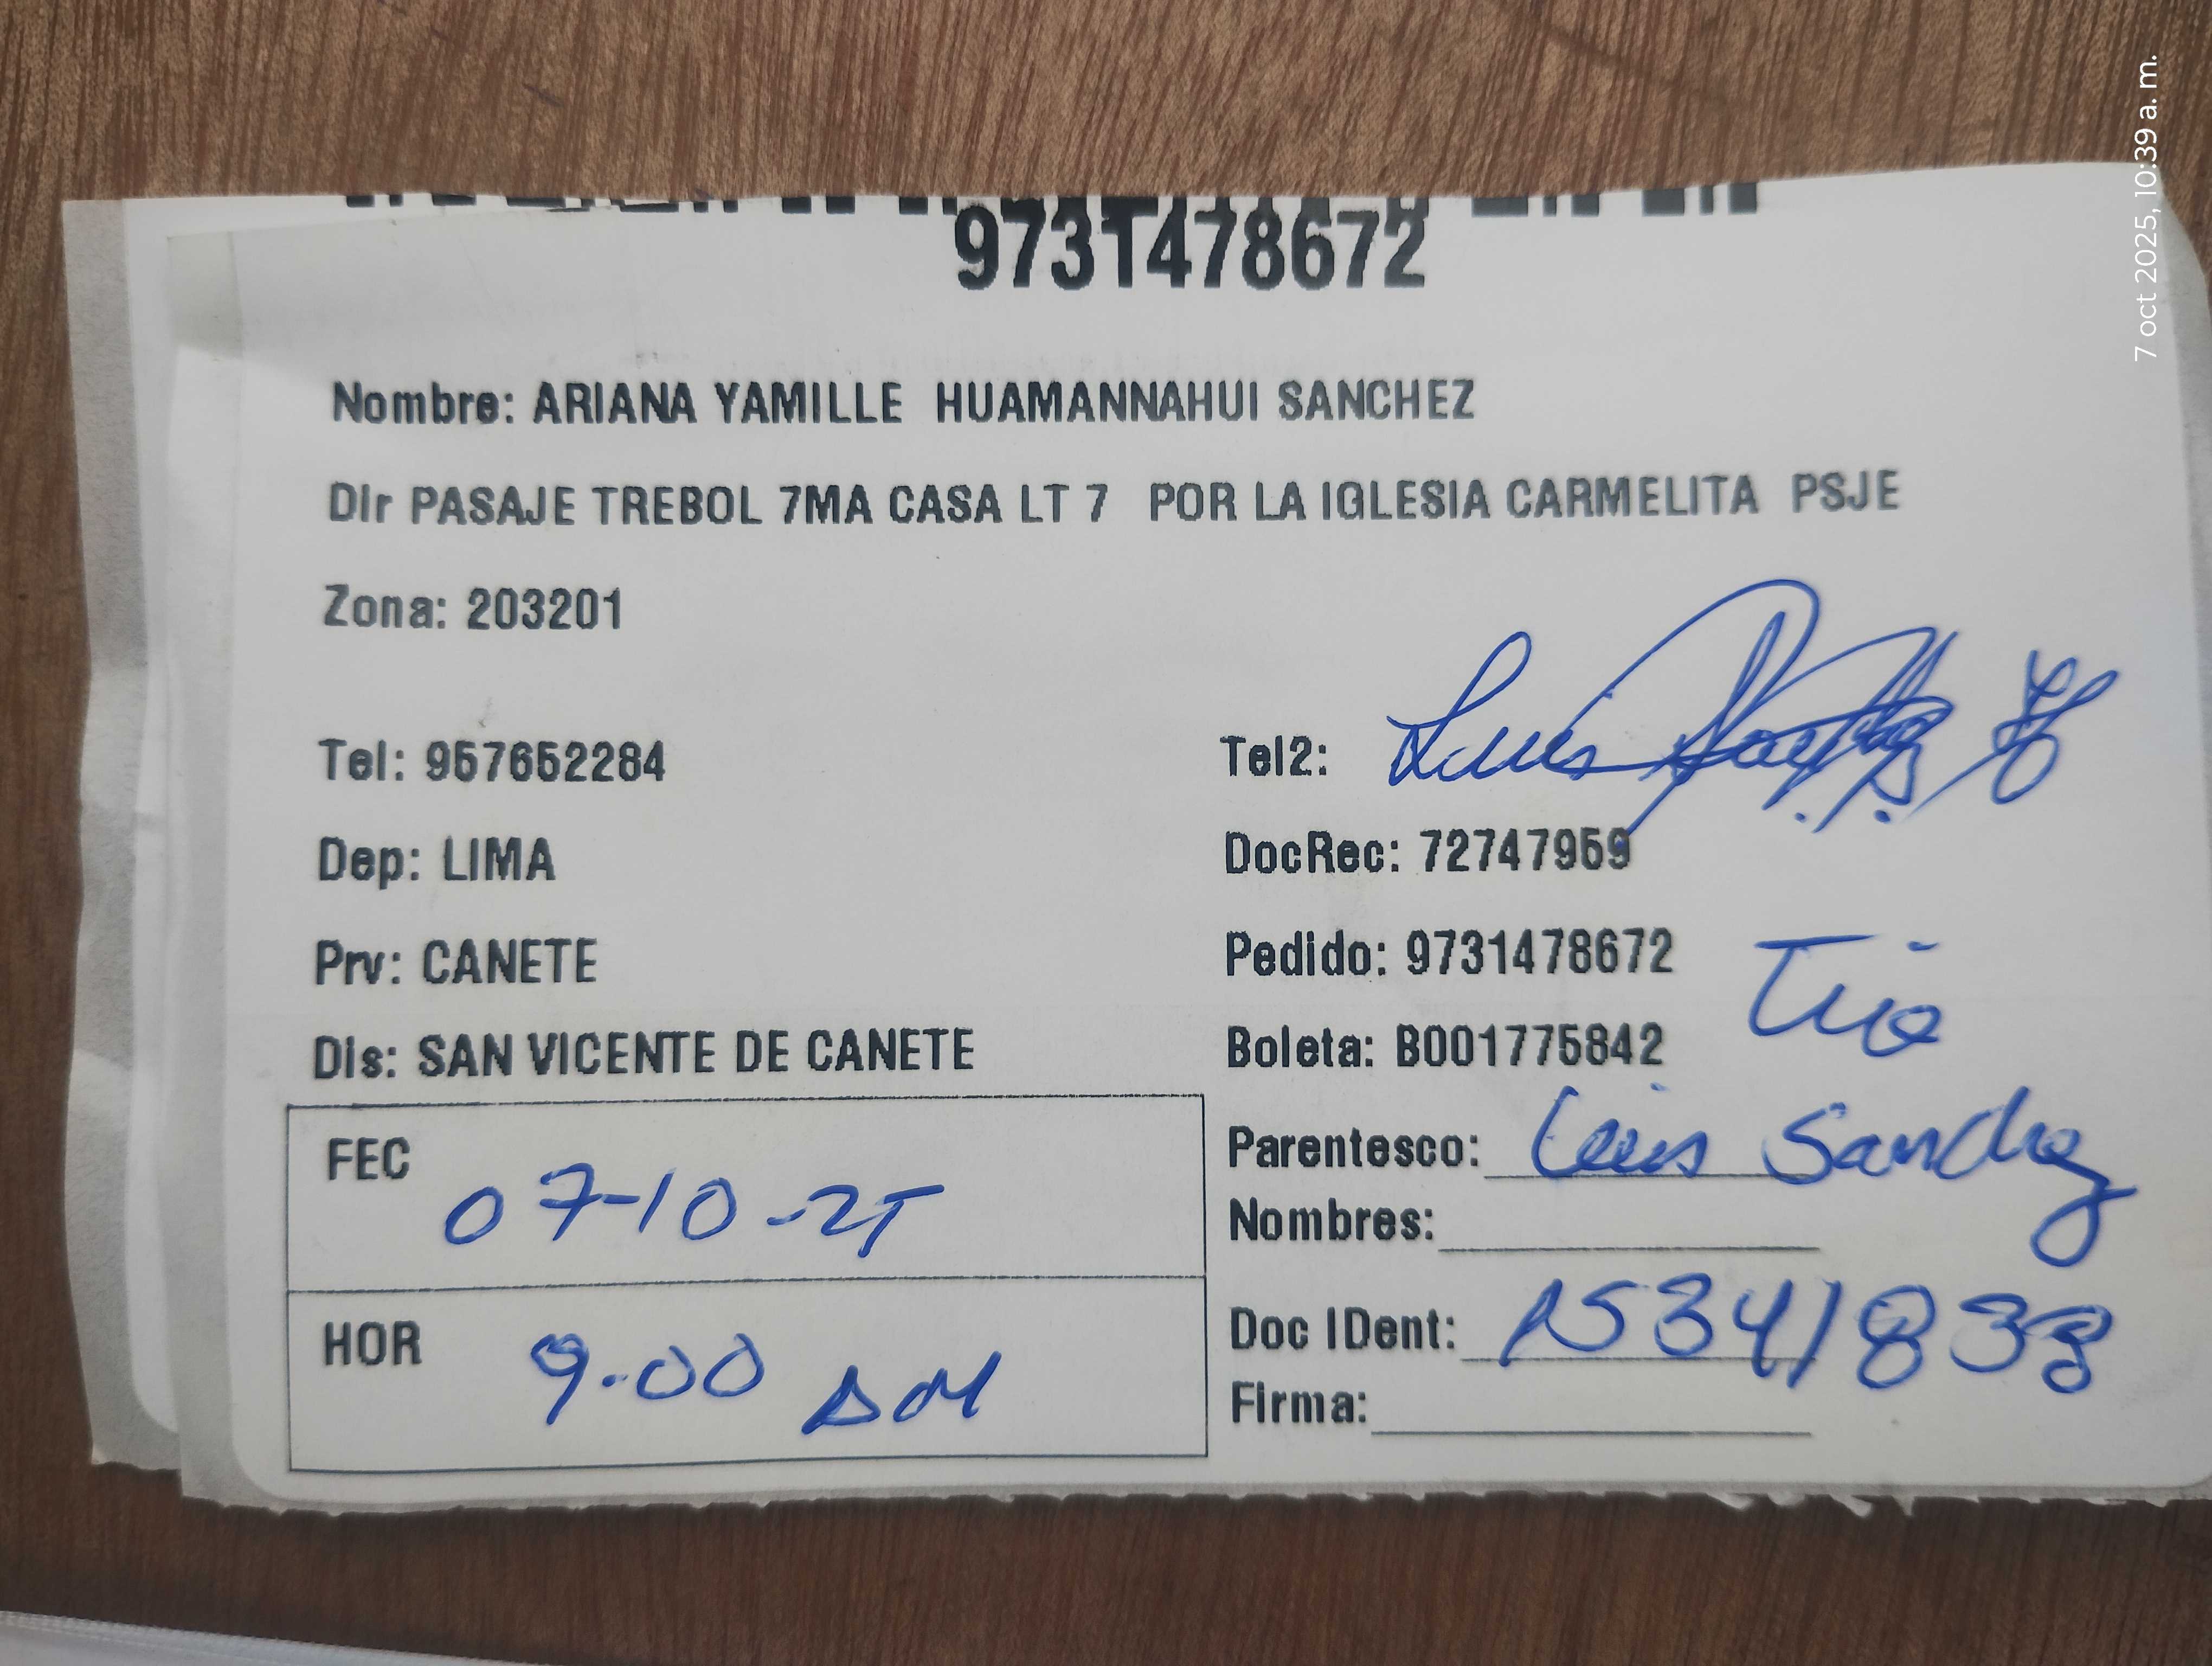 9731478672
Nombre: ARIANA YAMILLE HUAMANNAHUI SANCHEZ
Dir PASAJE TREBOL 7MA CASA LT 7 POR LA IGLESIA CARMELITA PSJE
Zona: 203201
Tel: 957652284
Tel2: Luis
Dep: LIMA
DocRec: 72747959
Prv: CANETE
Pedido: 9731478672
Tio
Dis: SAN VICENTE DE CANETE
Boleta: B001775842
FEC 07-10-25
Parentesco: Luis Sanchez
Nombres:
HOR 9.00 AM
Doc IDent: 15341838
Firma:
7 oct 2025, 10:39 a. m.